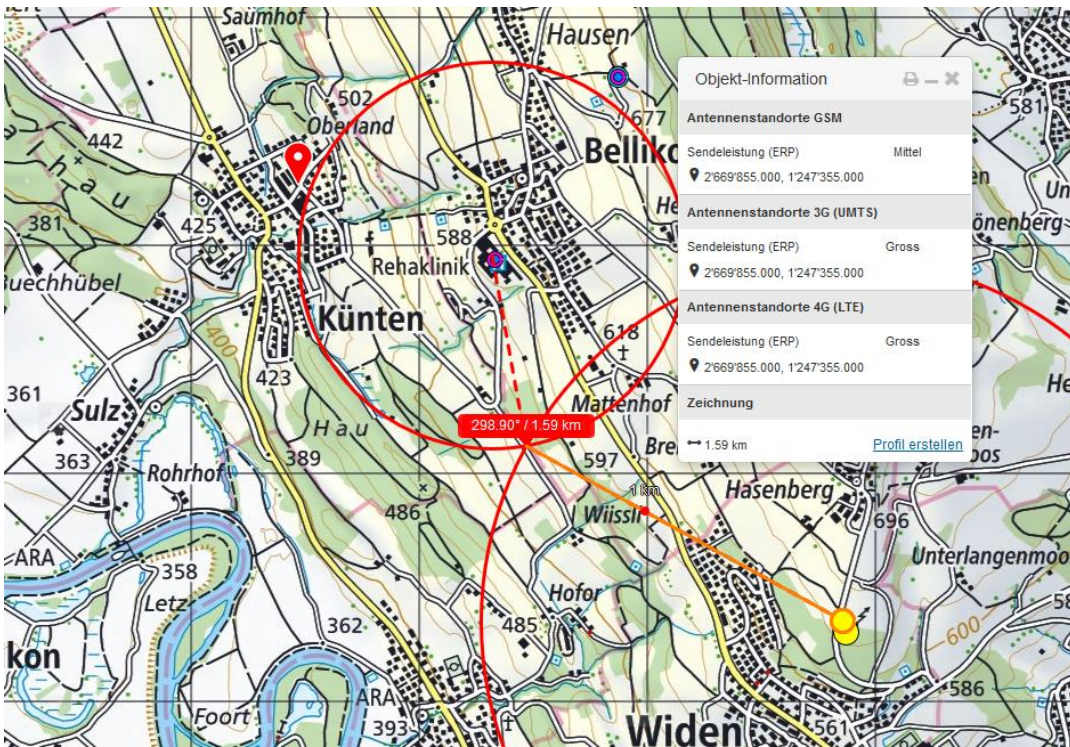 Saumhof
Hausen
502
Oberland
677
442
hau
Bellik
381
425
588
Rehaklinik
Buechhübel
Künten
400
618
423
361
Sulz
363
Hau
Mattenhof
298.90° / 1.59 km
389
597
Bre
Rohrhof
1 km
Hasenberg
486
Wiissli
696
ARA
358
Unterlangenmoo
Letz
Hofor
485
362
600
kon
586
ARA
Foort
393
Widen
561
581
önenberg
Objekt-Information
Antennenstandorte GSM
Sendeleistung (ERP) Mittel
2'669'855.000, 1'247'355.000
Antennenstandorte 3G (UMTS)
Sendeleistung (ERP) Gross
2'669'855.000, 1'247'355.000
Antennenstandorte 4G (LTE)
Sendeleistung (ERP) Gross
2'669'855.000, 1'247'355.000
Zeichnung
1.59 km Profil erstellen